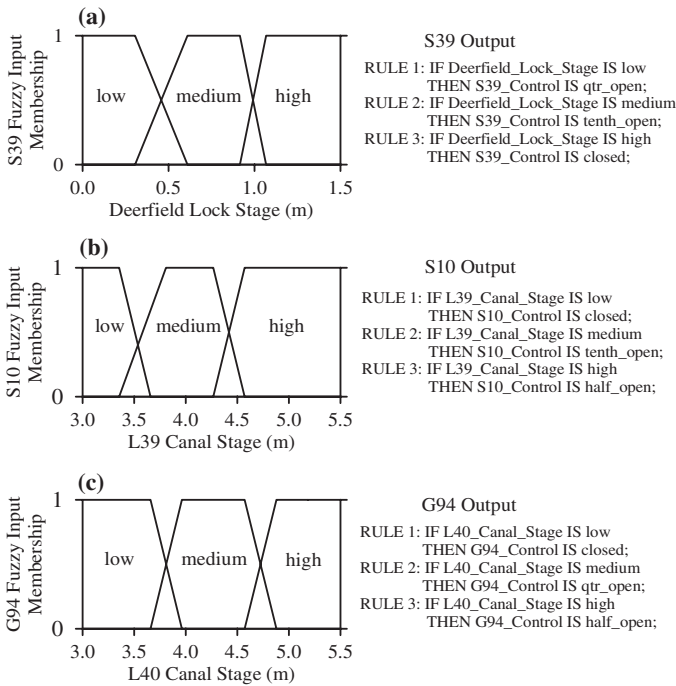 (a)
S39 Fuzzy Input
Membership
1
0
low
medium
high
0.0
0.5
1.0
1.5
Deerfield Lock Stage (m)
S39 Output
RULE 1: IF Deerfield_Lock_Stage IS low
THEN S39_Control IS qtr_open;
RULE 2: IF Deerfield_Lock_Stage IS medium
THEN S39_Control IS tenth_open;
RULE 3: IF Deerfield_Lock_Stage IS high
THEN S39_Control IS closed;
(b)
S10 Fuzzy Input
Membership
1
0
low
medium
high
3.0
3.5
4.0
4.5
5.0
5.5
L39 Canal Stage (m)
S10 Output
RULE 1: IF L39_Canal_Stage IS low
THEN S10_Control IS closed;
RULE 2: IF L39_Canal_Stage IS medium
THEN S10_Control IS tenth_open;
RULE 3: IF L39_Canal_Stage IS high
THEN S10_Control IS half_open;
(c)
G94 Fuzzy Input
Membership
1
0
low
medium
high
3.0
3.5
4.0
4.5
5.0
5.5
L40 Canal Stage (m)
G94 Output
RULE 1: IF L40_Canal_Stage IS low
THEN G94_Control IS closed;
RULE 2: IF L40_Canal_Stage IS medium
THEN G94_Control IS qtr_open;
RULE 3: IF L40_Canal_Stage IS high
THEN G94_Control IS half_open;